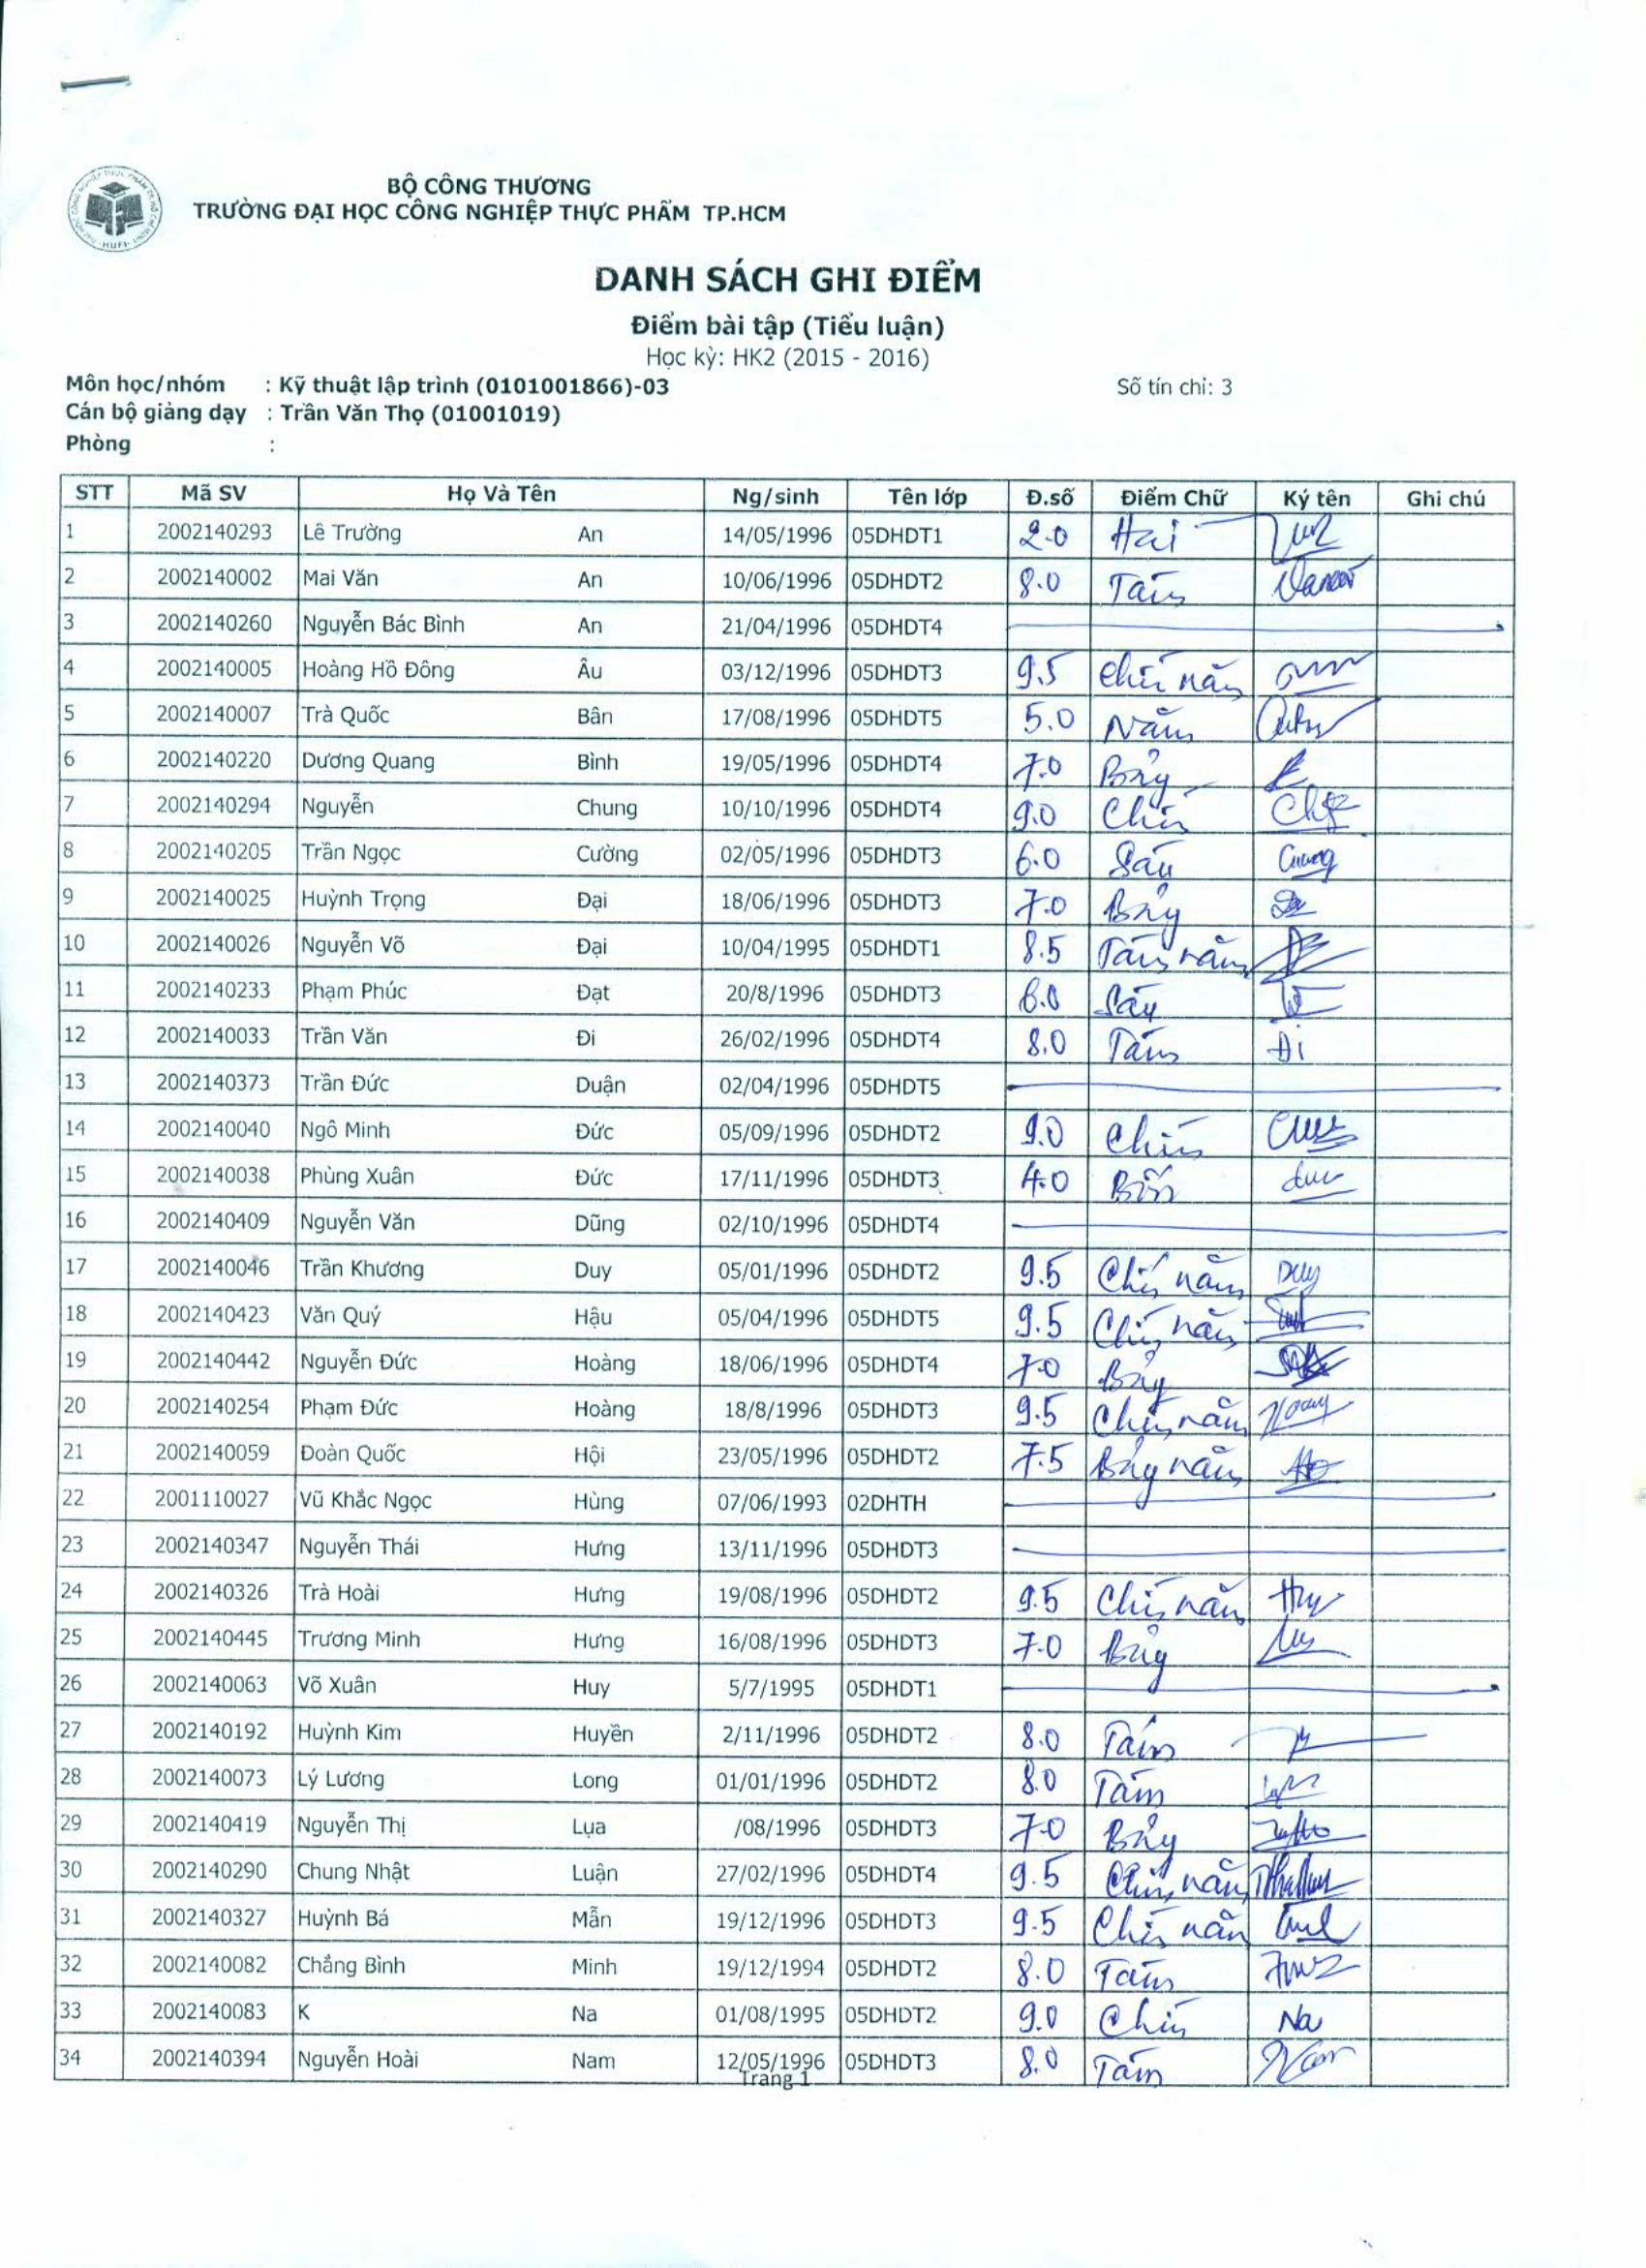 BỘ CÔNG THƯƠNG
TRƯỜNG ĐẠI HỌC CÔNG NGHIỆP THỰC PHẨM TP.HCM
HUFI
DANH SÁCH GHI ĐIỂM
Điểm bài tập (Tiểu luận)
Học kỳ: HK2 (2015 - 2016)
Môn học/nhóm : Kỹ thuật lập trình (0101001866)-03 Số tín chỉ: 3
Cán bộ giảng dạy : Trần Văn Thọ (01001019)
Phòng :
STT Mã SV Họ Và Tên Ng/sinh Tên lớp Đ.số Điểm Chữ Ký tên Ghi chú
1 2002140293 Lê Trường An 14/05/1996 05DHDT1 2.0 Hai
2 2002140002 Mai Văn An 10/06/1996 05DHDT2 8.0 Tám
3 2002140260 Nguyễn Bác Bình An 21/04/1996 05DHDT4
4 2002140005 Hoàng Hồ Đông Âu 03/12/1996 05DHDT3 9.5 Chín năm
5 2002140007 Trà Quốc Bân 17/08/1996 05DHDT5 5.0 Năm
6 2002140220 Dương Quang Bình 19/05/1996 05DHDT4 7.0 Bảy
7 2002140294 Nguyễn Chung 10/10/1996 05DHDT4 9.0 Chín
8 2002140205 Trần Ngọc Cường 02/05/1996 05DHDT3 6.0 Sáu Cuong
9 2002140025 Huỳnh Trọng Đại 18/06/1996 05DHDT3 7.0 Bảy
10 2002140026 Nguyễn Võ Đại 10/04/1995 05DHDT1 8.5 Tám năm
11 2002140233 Phạm Phúc Đạt 20/8/1996 05DHDT3 6.0 Sáu
12 2002140033 Trần Văn Đi 26/02/1996 05DHDT4 8.0 Tám Đi
13 2002140373 Trần Đức Duận 02/04/1996 05DHDT5
14 2002140040 Ngô Minh Đức 05/09/1996 05DHDT2 9.0 Chín
15 2002140038 Phùng Xuân Đức 17/11/1996 05DHDT3 4.0 Bốn đuc
16 2002140409 Nguyễn Văn Dũng 02/10/1996 05DHDT4
17 2002140046 Trần Khương Duy 05/01/1996 05DHDT2 9.5 Chín năm Duy
18 2002140423 Văn Quý Hậu 05/04/1996 05DHDT5 9.5 Chín năm
19 2002140442 Nguyễn Đức Hoàng 18/06/1996 05DHDT4 7.0 Bảy
20 2002140254 Phạm Đức Hoàng 18/8/1996 05DHDT3 9.5 Chín năm Hoang
21 2002140059 Đoàn Quốc Hội 23/05/1996 05DHDT2 7.5 Bảy năm
22 2001110027 Vũ Khắc Ngọc Hùng 07/06/1993 02DHTH
23 2002140347 Nguyễn Thái Hưng 13/11/1996 05DHDT3
24 2002140326 Trà Hoài Hưng 19/08/1996 05DHDT2 9.5 Chín năm
25 2002140445 Trương Minh Hưng 16/08/1996 05DHDT3 7.0 Bảy
26 2002140063 Võ Xuân Huy 5/7/1995 05DHDT1
27 2002140192 Huỳnh Kim Huyền 2/11/1996 05DHDT2 8.0 Tám
28 2002140073 Lý Lương Long 01/01/1996 05DHDT2 8.0 Tám
29 2002140419 Nguyễn Thị Lụa /08/1996 05DHDT3 7.0 Bảy
30 2002140290 Chung Nhật Luận 27/02/1996 05DHDT4 9.5 Chín năm
31 2002140327 Huỳnh Bá Mẫn 19/12/1996 05DHDT3 9.5 Chín năm
32 2002140082 Chắng Bình Minh 19/12/1994 05DHDT2 8.0 Tám
33 2002140083 K Na 01/08/1995 05DHDT2 9.0 Chín Na
34 2002140394 Nguyễn Hoài Nam 12/05/1996 05DHDT3 8.0 Tám Nam
Trang 1